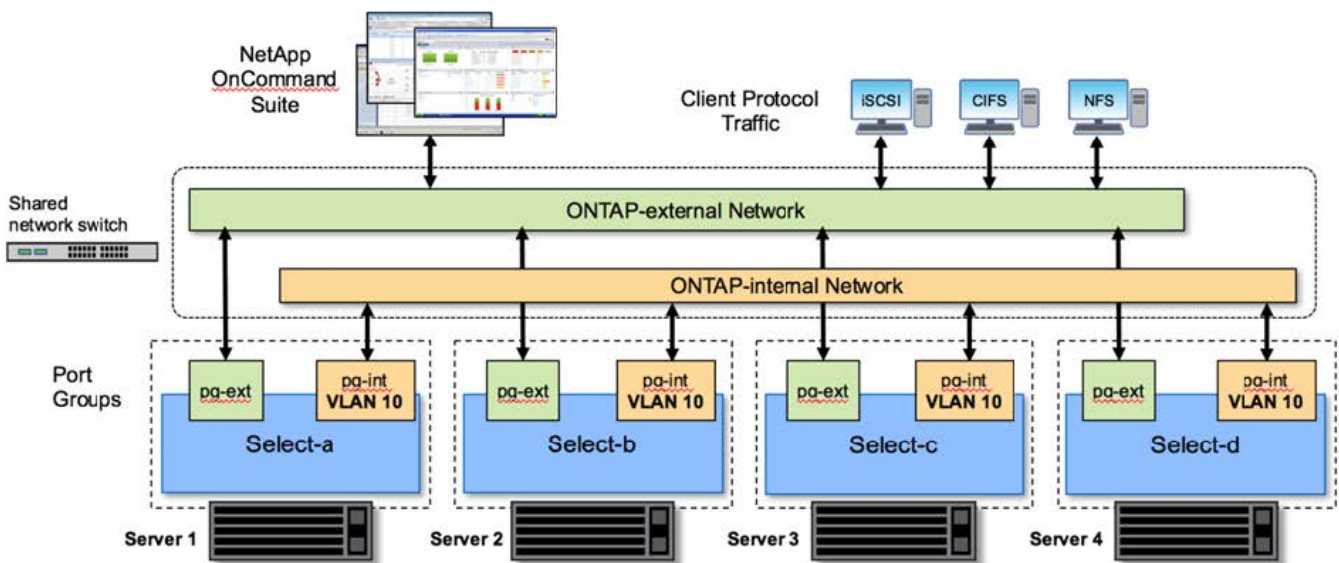 NetApp
OnCommand
Suite
Client Protocol
Traffic
iSCSI
CIFS
NFS
Shared
network switch
ONTAP-external Network
ONTAP-internal Network
Port
Groups
pg-ext
pg-int
VLAN 10
Select-a
pg-ext
pg-int
VLAN 10
Select-b
pg-ext
pg-int
VLAN 10
Select-c
pg-ext
pg-int
VLAN 10
Select-d
Server 1
Server 2
Server 3
Server 4